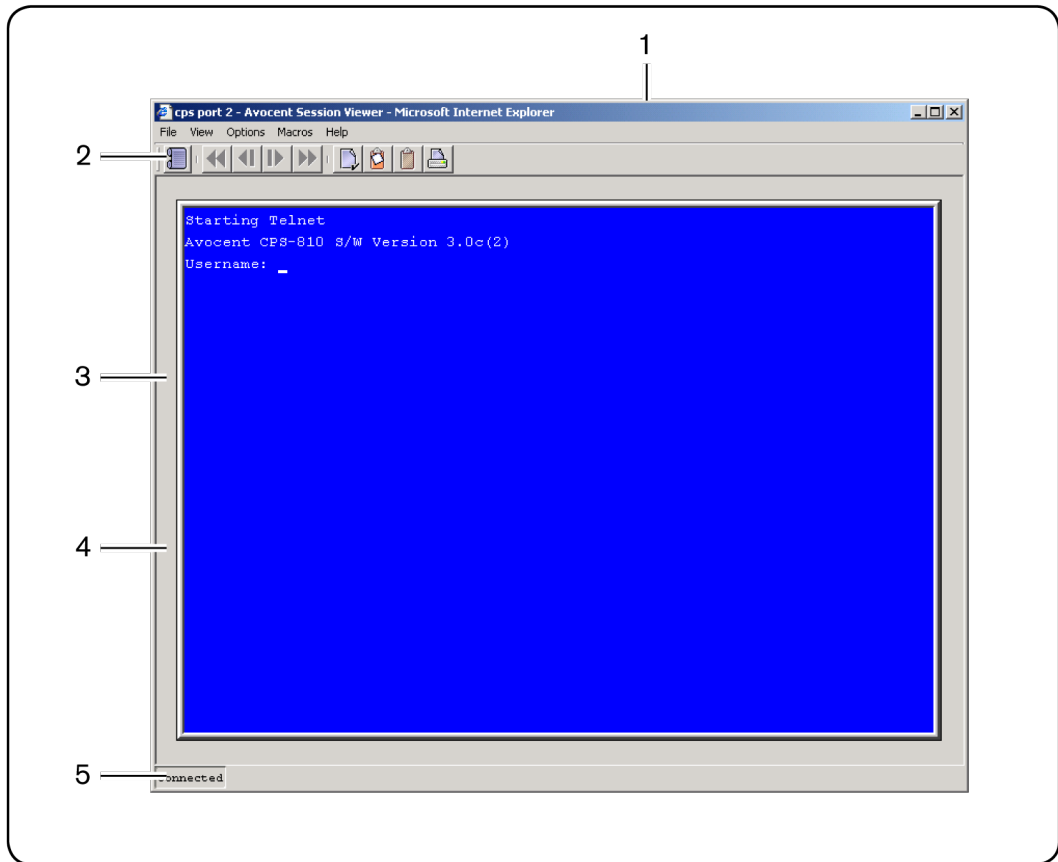 1
cps port 2 - Avocent Session Viewer - Microsoft Internet Explorer
File View Options Macros Help
2
Starting Telnet
Avocent CPS-810 S/W Version 3.0c(2)
Username: _
3
4
5
Connected